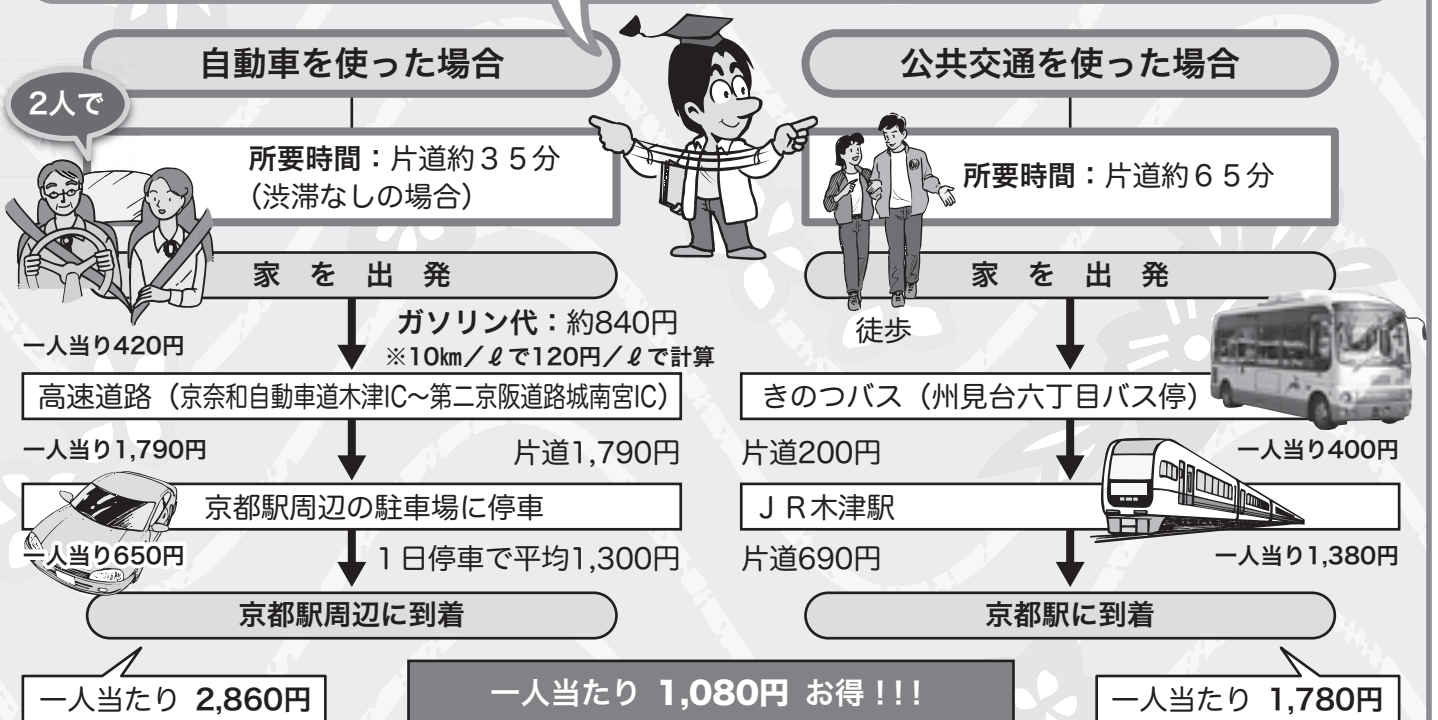 自動車を使った場合
2人で
所要時間：片道約３５分
（渋滞なしの場合）
家を出発
ガソリン代：約840円
※10㎞／ℓで120円／ℓで計算
一人当り420円
高速道路（京奈和自動車道木津IC〜第二京阪道路城南宮IC）
一人当り1,790円
片道1,790円
京都駅周辺の駐車場に停車
一人当り650円
１日停車で平均1,300円
京都駅周辺に到着
一人当たり 2,860円
公共交通を使った場合
所要時間：片道約６５分
家を出発
徒歩
きのつバス（州見台六丁目バス停）
片道200円
一人当り400円
ＪＲ木津駅
片道690円
一人当り1,380円
京都駅に到着
一人当たり 1,780円
一人当たり 1,080円 お得！！！